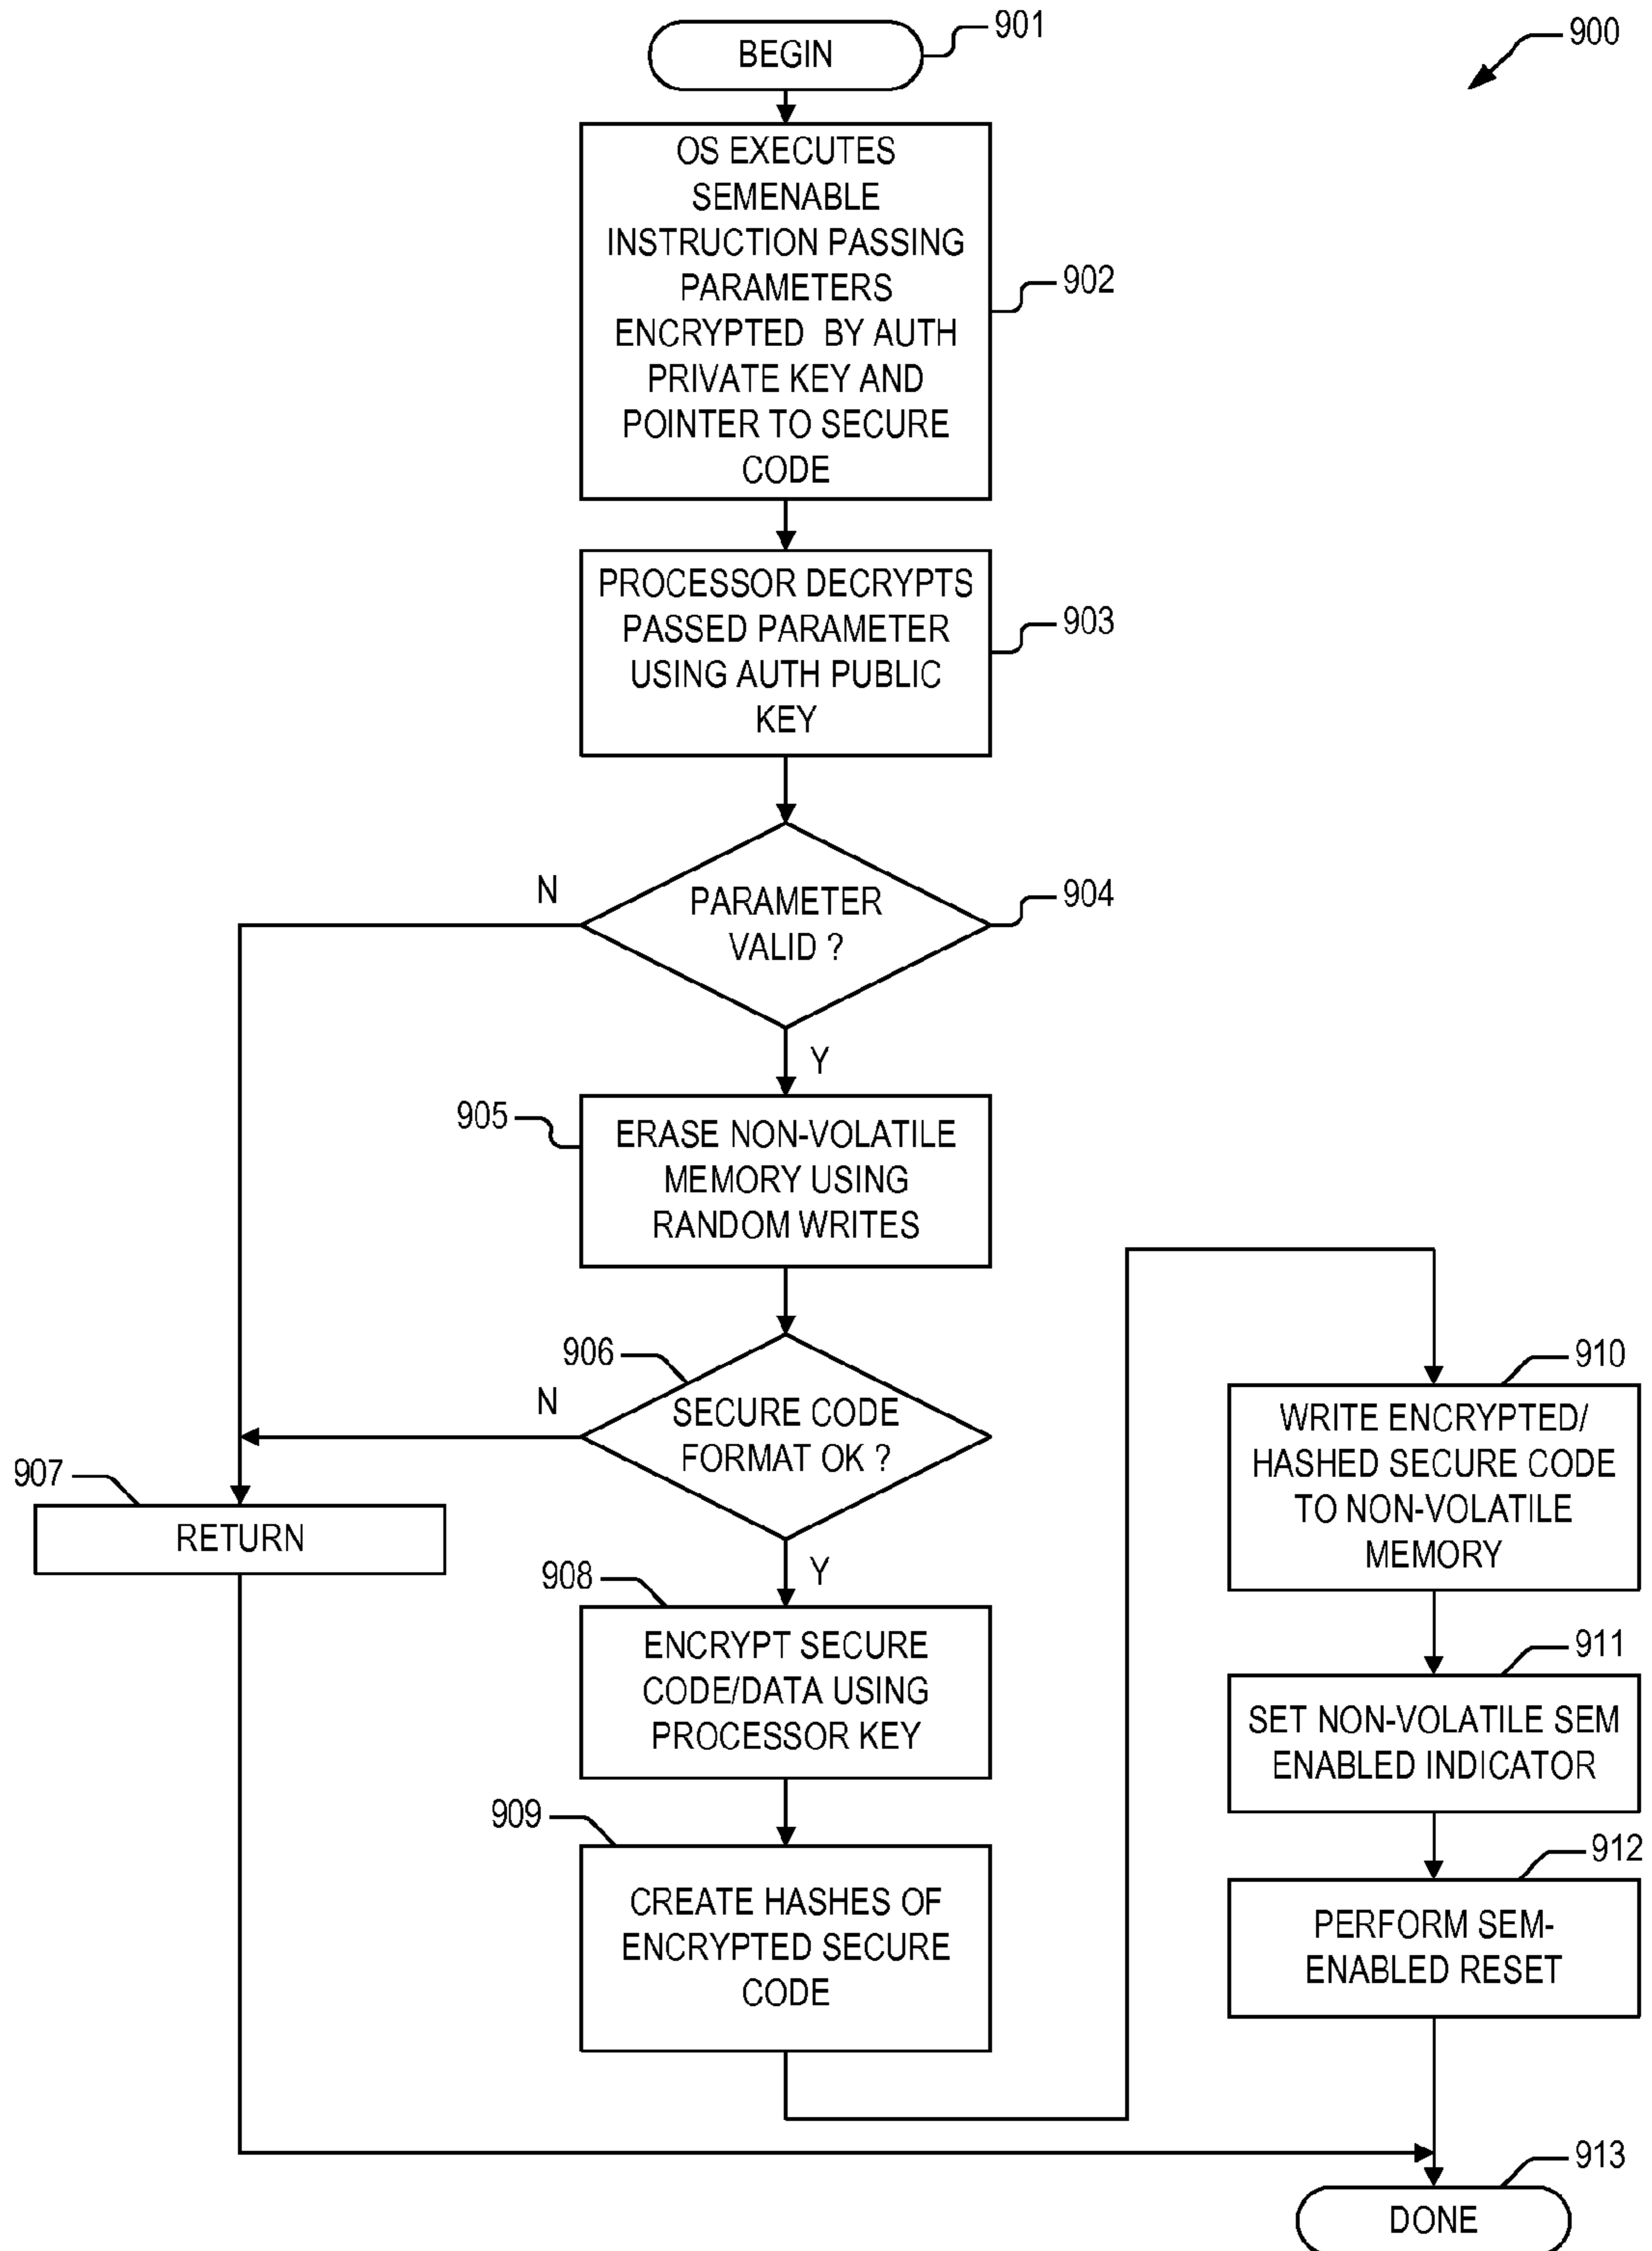 BEGIN
901
900
OS EXECUTES
SEMENABLE
INSTRUCTION PASSING
PARAMETERS
ENCRYPTED BY AUTH
PRIVATE KEY AND
POINTER TO SECURE
CODE
902
PROCESSOR DECRYPTS
PASSED PARAMETER
USING AUTH PUBLIC
KEY
903
PARAMETER
VALID ?
904
N
Y
905
ERASE NON-VOLATILE
MEMORY USING
RANDOM WRITES
906
SECURE CODE
FORMAT OK ?
N
Y
907
RETURN
908
ENCRYPT SECURE
CODE/DATA USING
PROCESSOR KEY
909
CREATE HASHES OF
ENCRYPTED SECURE
CODE
910
WRITE ENCRYPTED/
HASHED SECURE CODE
TO NON-VOLATILE
MEMORY
911
SET NON-VOLATILE SEM
ENABLED INDICATOR
912
PERFORM SEM-
ENABLED RESET
913
DONE